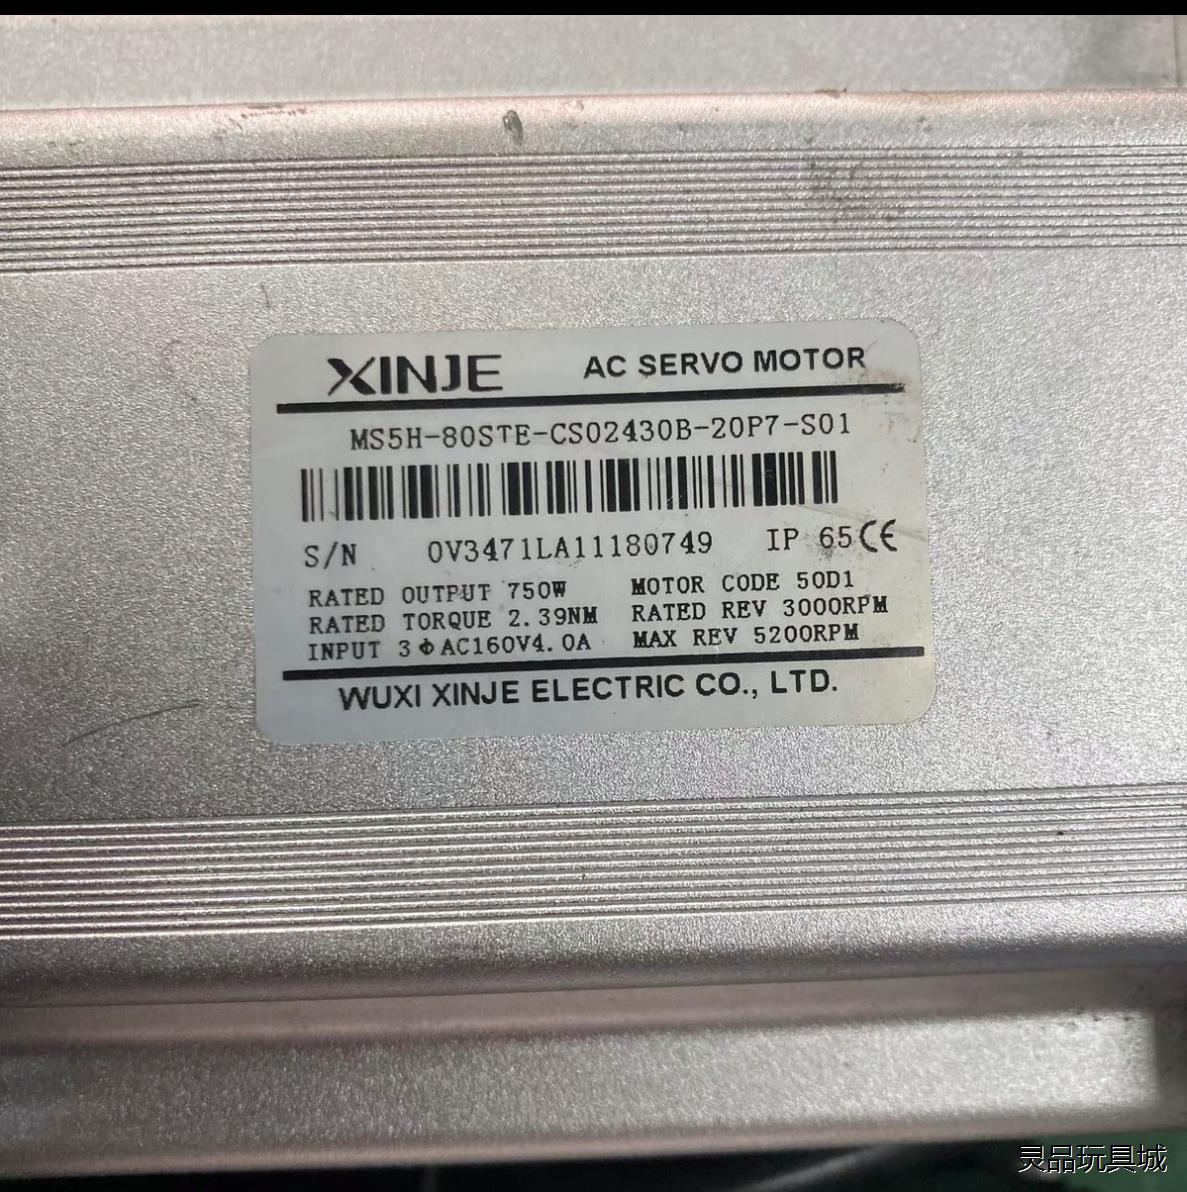 XINJE AC SERVO MOTOR
MS5H-80STE-CS02430B-20P7-S01
S/N 0V3471LA11180749 IP 65 CE
RATED OUTPUT 750W MOTOR CODE 50D1
RATED TORQUE 2.39NM RATED REV 3000RPM
INPUT 3ΦAC160V4.0A MAX REV 5200RPM
WUXI XINJE ELECTRIC CO., LTD.
灵品玩具城